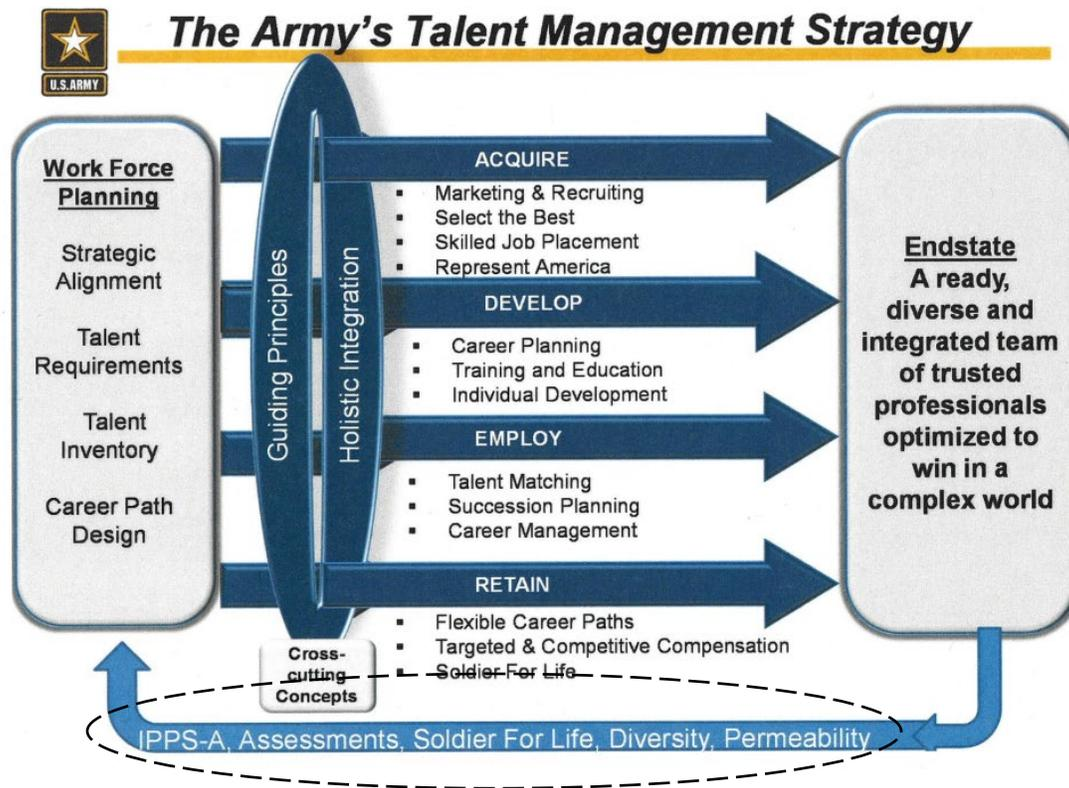 The Army's Talent Management Strategy
U.S.ARMY
Work Force
Planning
Strategic
Alignment
Talent
Requirements
Talent
Inventory
Career Path
Design
Guiding Principles
Holistic Integration
Cross-
cutting
Concepts
ACQUIRE
▪ Marketing & Recruiting
▪ Select the Best
▪ Skilled Job Placement
▪ Represent America
DEVELOP
▪ Career Planning
▪ Training and Education
▪ Individual Development
EMPLOY
▪ Talent Matching
▪ Succession Planning
▪ Career Management
RETAIN
▪ Flexible Career Paths
▪ Targeted & Competitive Compensation
▪ Soldier For Life
Endstate
A ready,
diverse and
integrated team
of trusted
professionals
optimized to
win in a
complex world
IPPS-A, Assessments, Soldier For Life, Diversity, Permeability